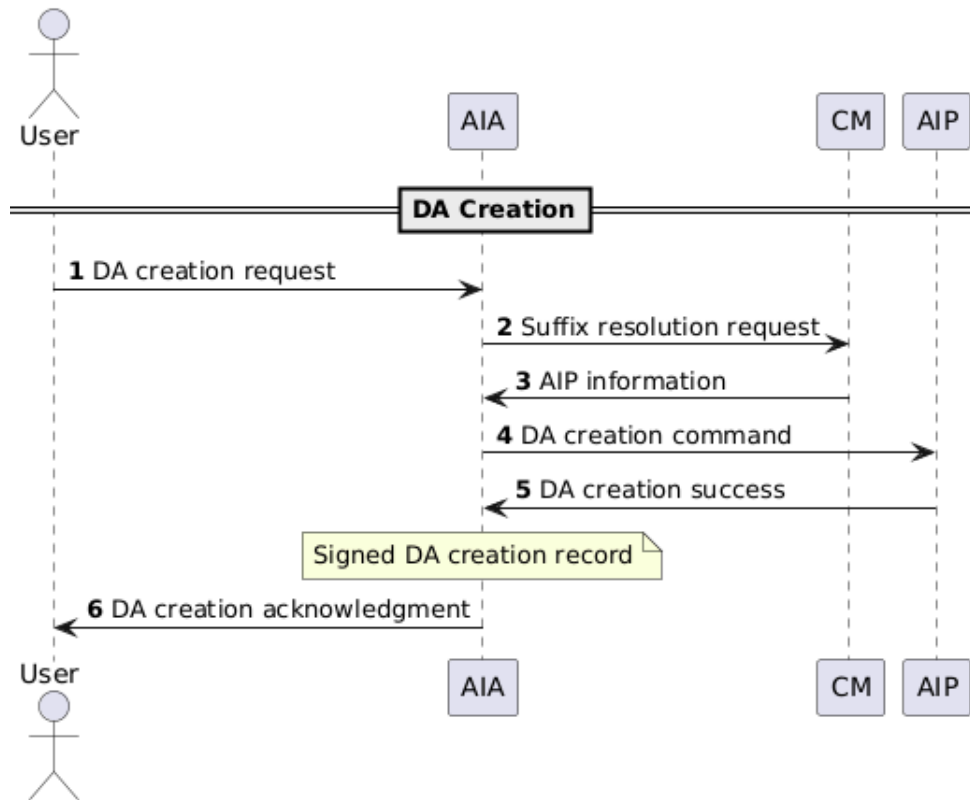 User
AIA
CM
AIP
DA Creation
1 DA creation request
2 Suffix resolution request
3 AIP information
4 DA creation command
5 DA creation success
Signed DA creation record
6 DA creation acknowledgment
User
AIA
CM
AIP